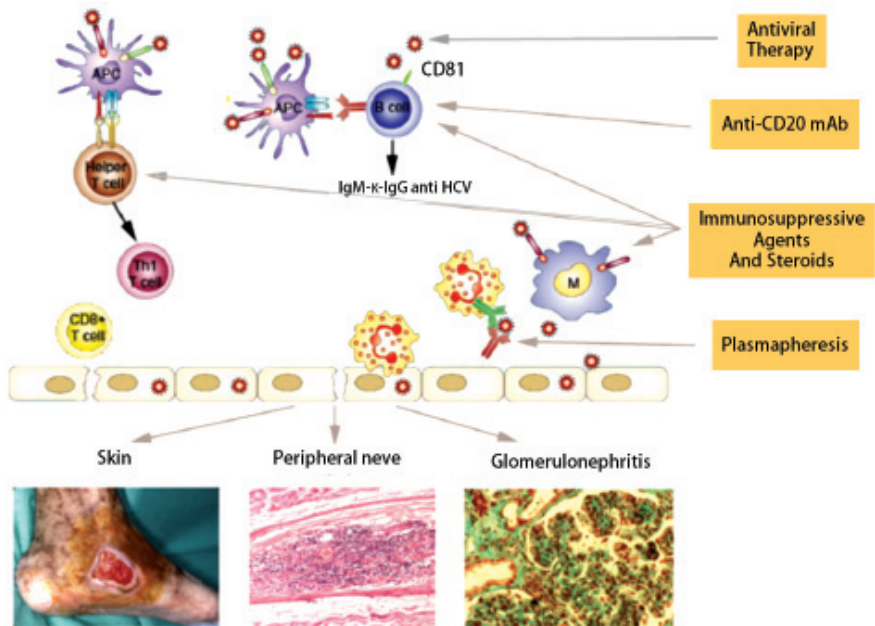 Antiviral
Therapy
APC
CD81
APC
B cell
Anti-CD20 mAb
Helper
T cell
IgM-κ-IgG anti HCV
Immunosuppressive
Agents
And Steroids
Th1
T cell
M
CD8+
T cell
Plasmapheresis
Skin
Peripheral neve
Glomerulonephritis